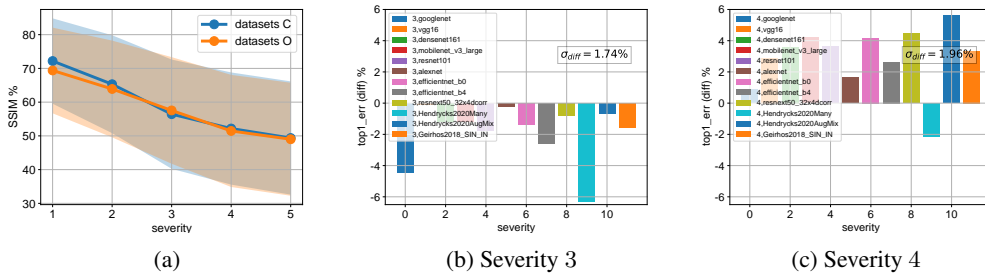 90
80
70
60
50
40
30
SSIM %
1
2
3
4
5
severity
datasets C
datasets O
(a)
6
4
2
0
-2
-4
-6
top1_err (diff) %
0
2
4
6
8
10
severity
3,googlenet
3,vgg16
3,densenet161
3,mobilenet_v3_large
3,resnet101
3,alexnet
3,efficientnet_b0
3,efficientnet_b4
3,resnext50_32x4dcorr
3,Hendrycks2020Many
3,Hendrycks2020AugMix
3,Geirhos2018_SIN_IN
σdiff = 1.74%
(b) Severity 3
6
4
2
0
-2
-4
-6
top1_err (diff) %
0
2
4
6
8
10
severity
4,googlenet
4,vgg16
4,densenet161
4,mobilenet_v3_large
4,resnet101
4,alexnet
4,efficientnet_b0
4,efficientnet_b4
4,resnext50_32x4dcorr
4,Hendrycks2020Many
4,Hendrycks2020AugMix
4,Geirhos2018_SIN_IN
σdiff = 1.96%
(c) Severity 4